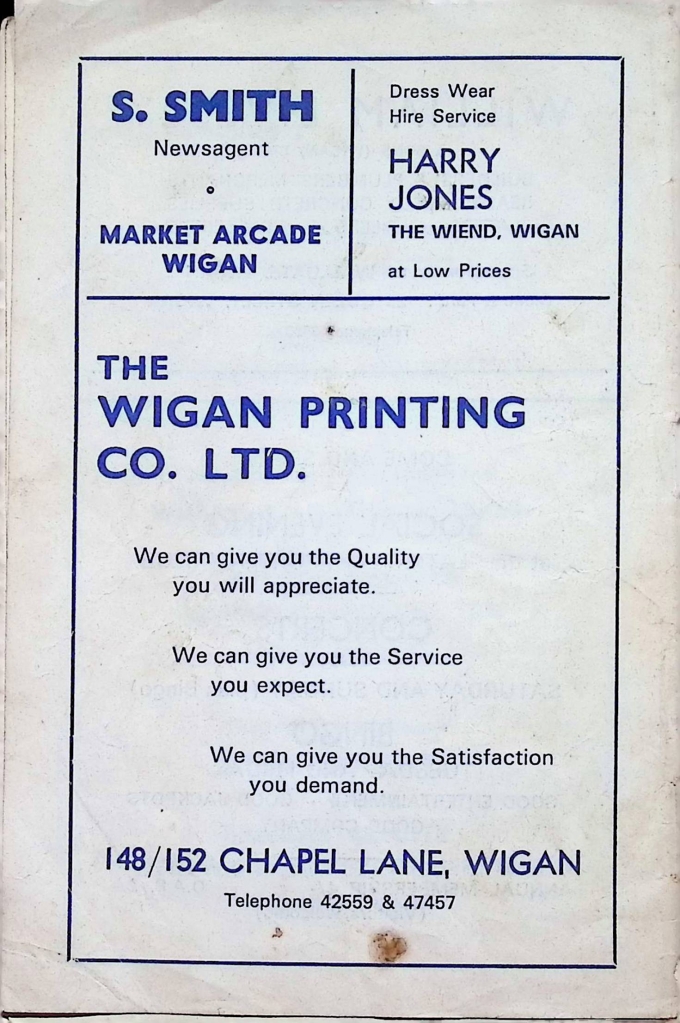 S. SMITH
Newsagent
MARKET ARCADE
WIGAN
Dress Wear
Hire Service
HARRY
JONES
THE WIEND, WIGAN
at Low Prices
THE
WIGAN PRINTING
CO. LTD.
We can give you the Quality
you will appreciate.
We can give you the Service
you expect.
We can give you the Satisfaction
you demand.
148/152 CHAPEL LANE, WIGAN
Telephone 42559 & 47457